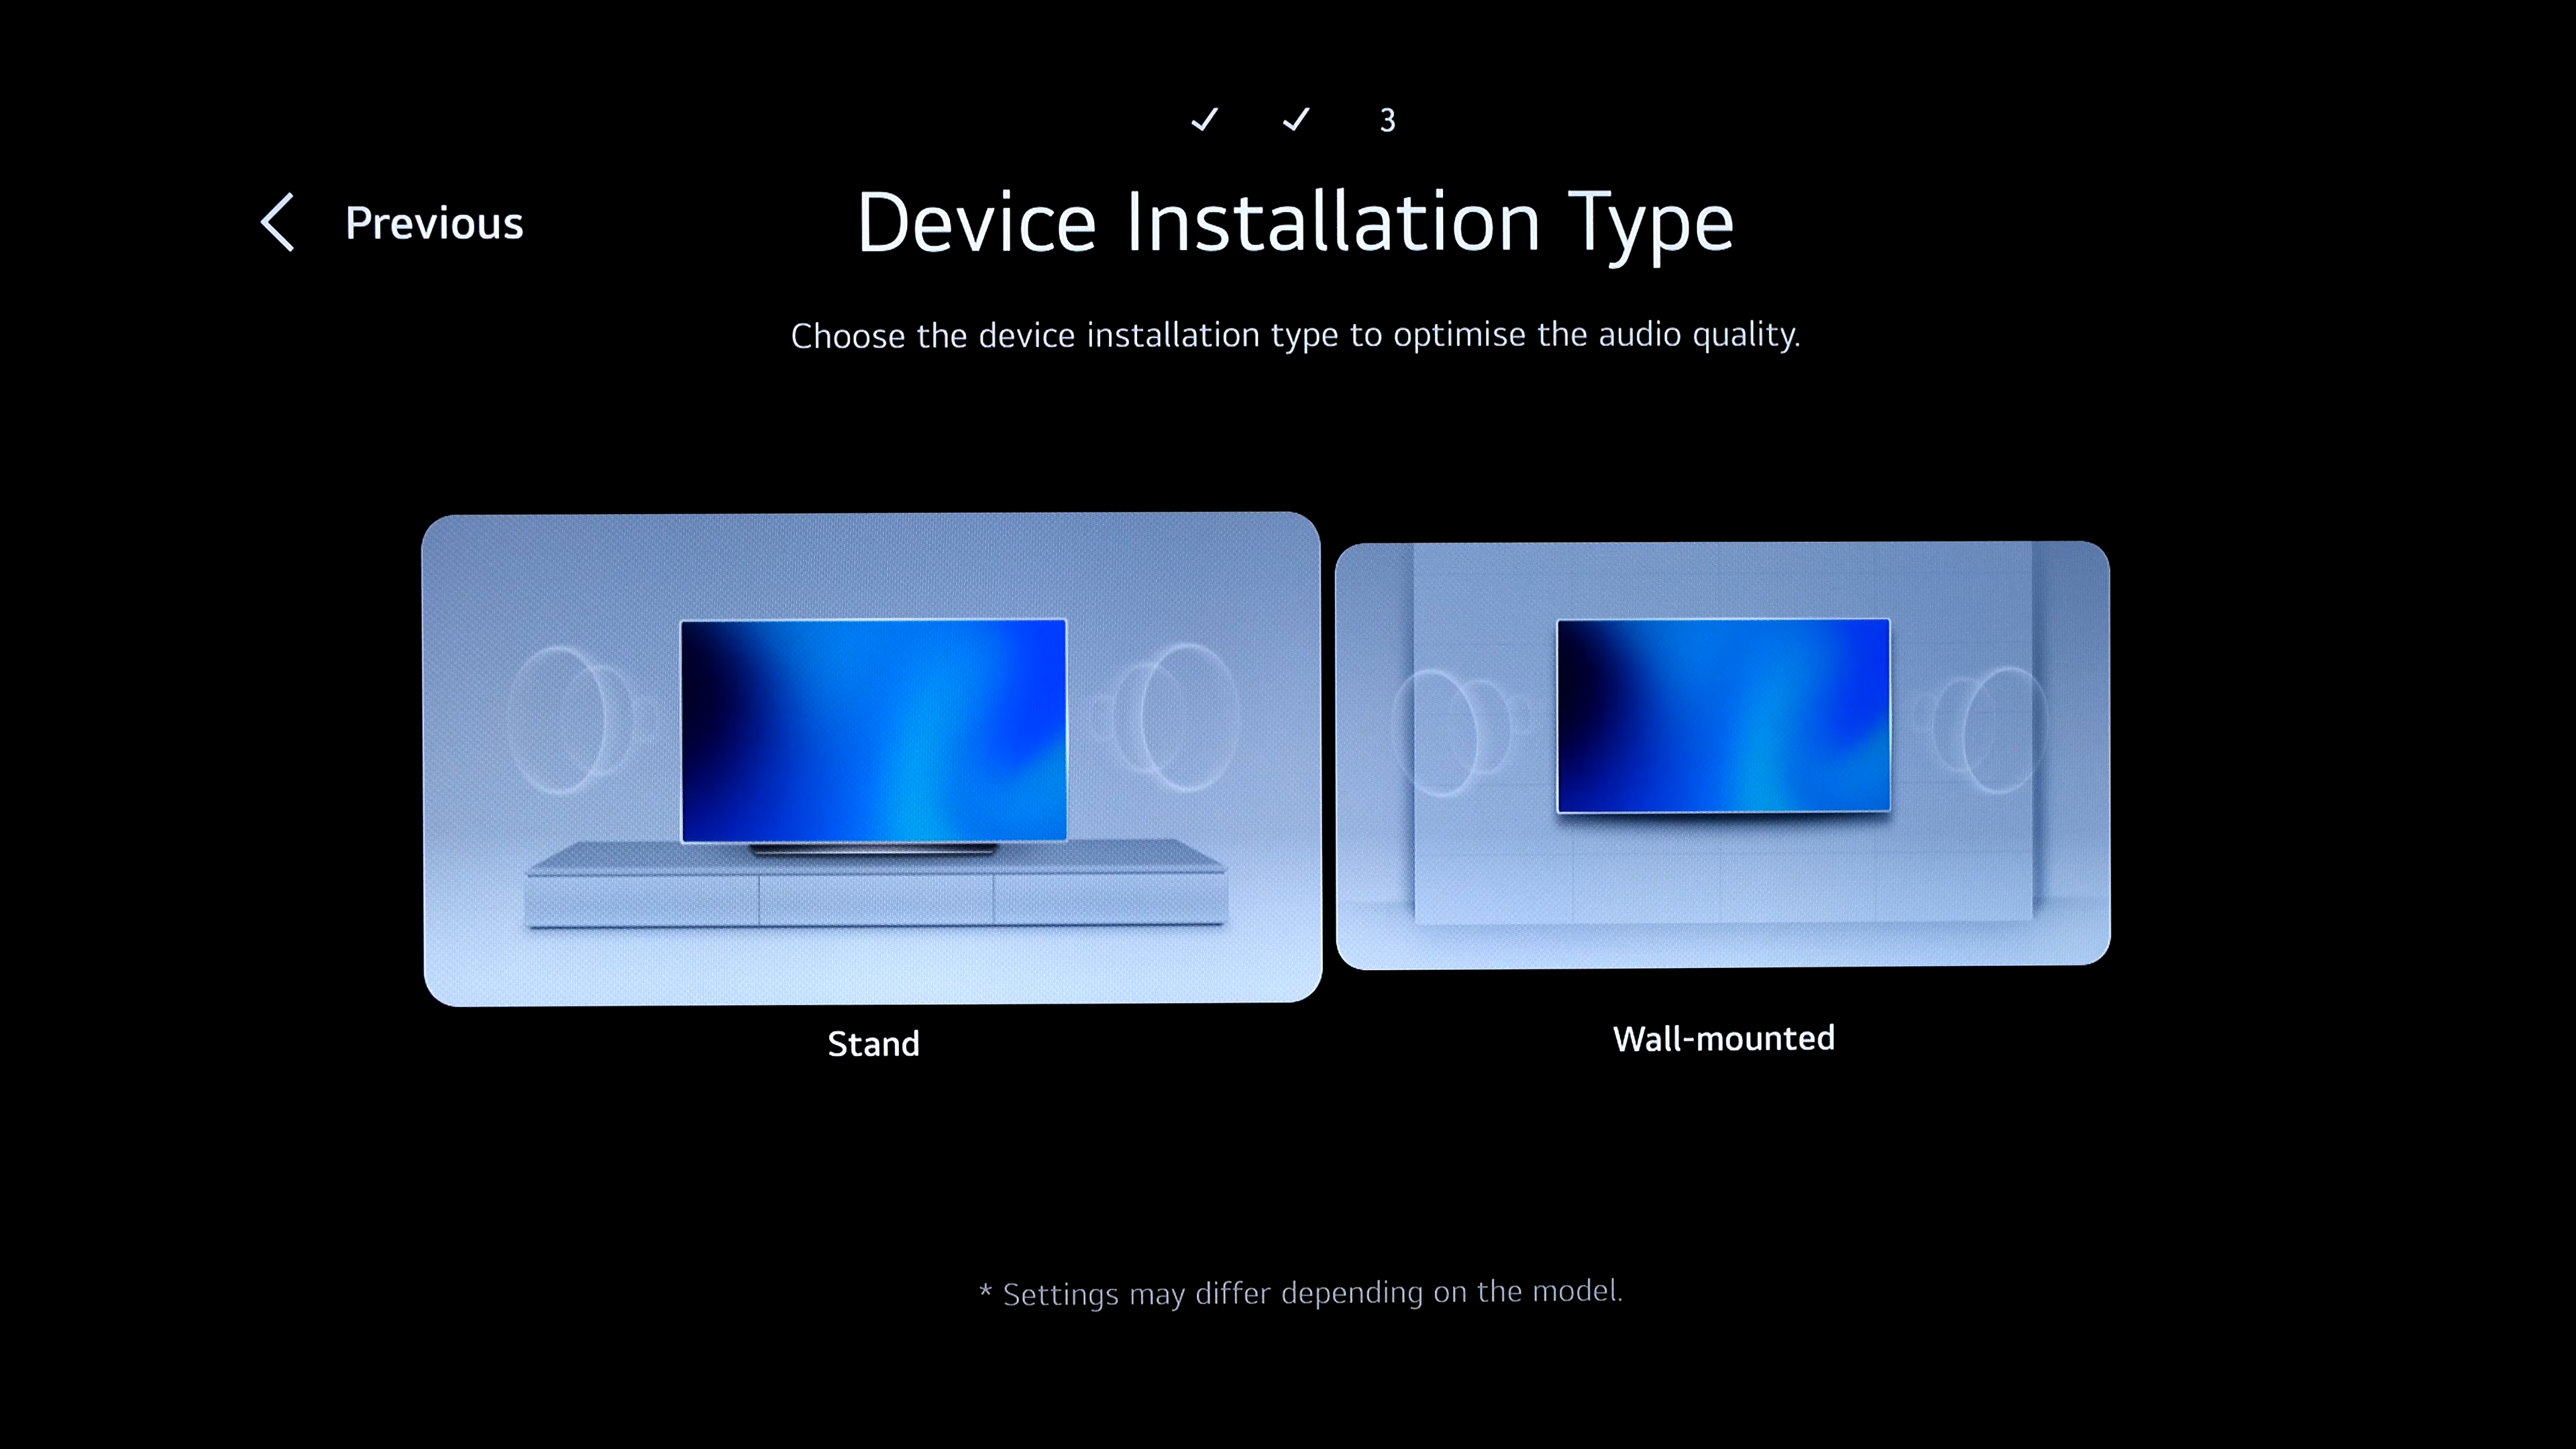 3
Previous
Device Installation Type
Choose the device installation type to optimise the audio quality.
Stand
Wall-mounted
* Settings may differ depending on the model.